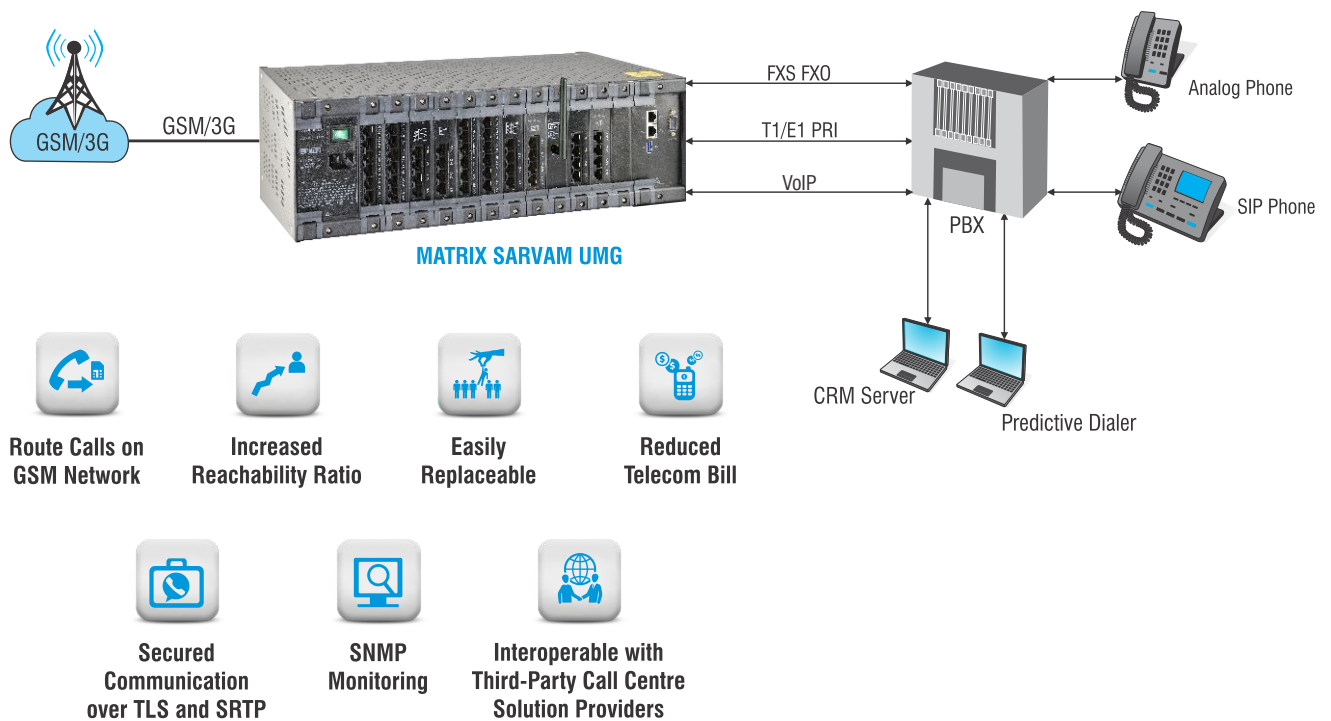 GSM/3G
GSM/3G
FXS FXO
T1/E1 PRI
VoIP
MATRIX SARVAM UMG
PBX
Analog Phone
SIP Phone
CRM Server
Predictive Dialer
Route Calls on
GSM Network
Increased
Reachability Ratio
Easily
Replaceable
Reduced
Telecom Bill
Secured
Communication
over TLS and SRTP
SNMP
Monitoring
Interoperable with
Third-Party Call Centre
Solution Providers